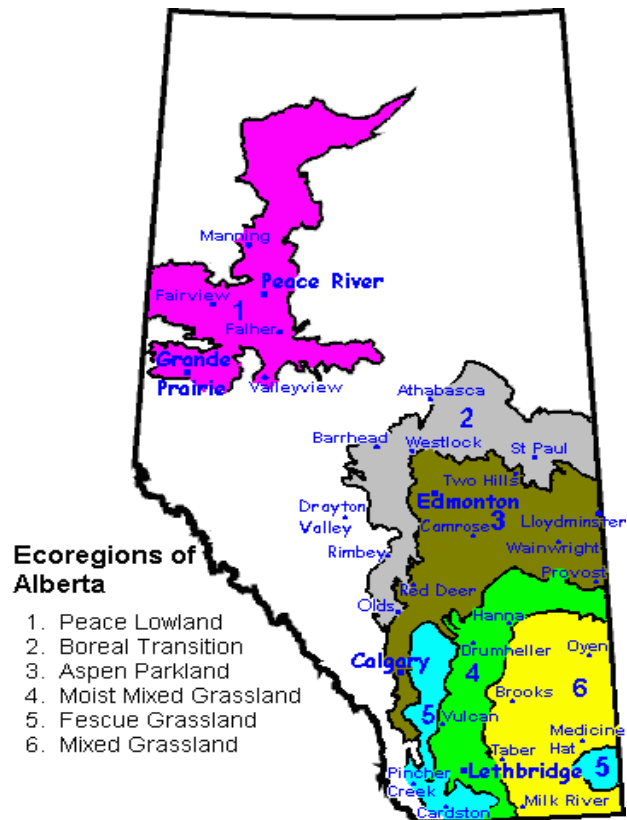 Manning
Peace River
Fairview
1
Falher
Grande
Prairie
Valleyview
Athabasca
2
Barrhead
Westlock
St Paul
Two Hills
Edmonton
Drayton
Valley
3
Camrose
Lloydminster
Wainwright
Rimbey
Provost
Red Deer
Olds
Hanna
Drumheller
Oyen
Calgary
4
6
Brooks
5
Vulcan
Medicine
Hat
Taber
5
Pincher
Creek
Lethbridge
Milk River
Cardston
Ecoregions of
Alberta
1. Peace Lowland
2. Boreal Transition
3. Aspen Parkland
4. Moist Mixed Grassland
5. Fescue Grassland
6. Mixed Grassland